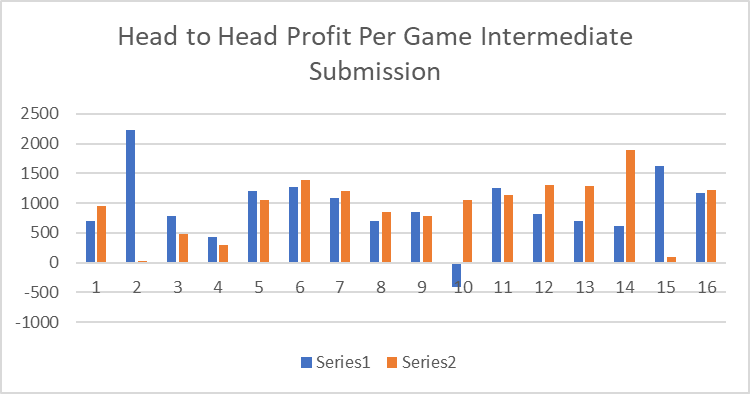 Head to Head Profit Per Game Intermediate
Submission
2500
2000
1500
1000
500
0
-500
-1000
1 2 3 4 5 6 7 8 9 10 11 12 13 14 15 16
Series1 Series2